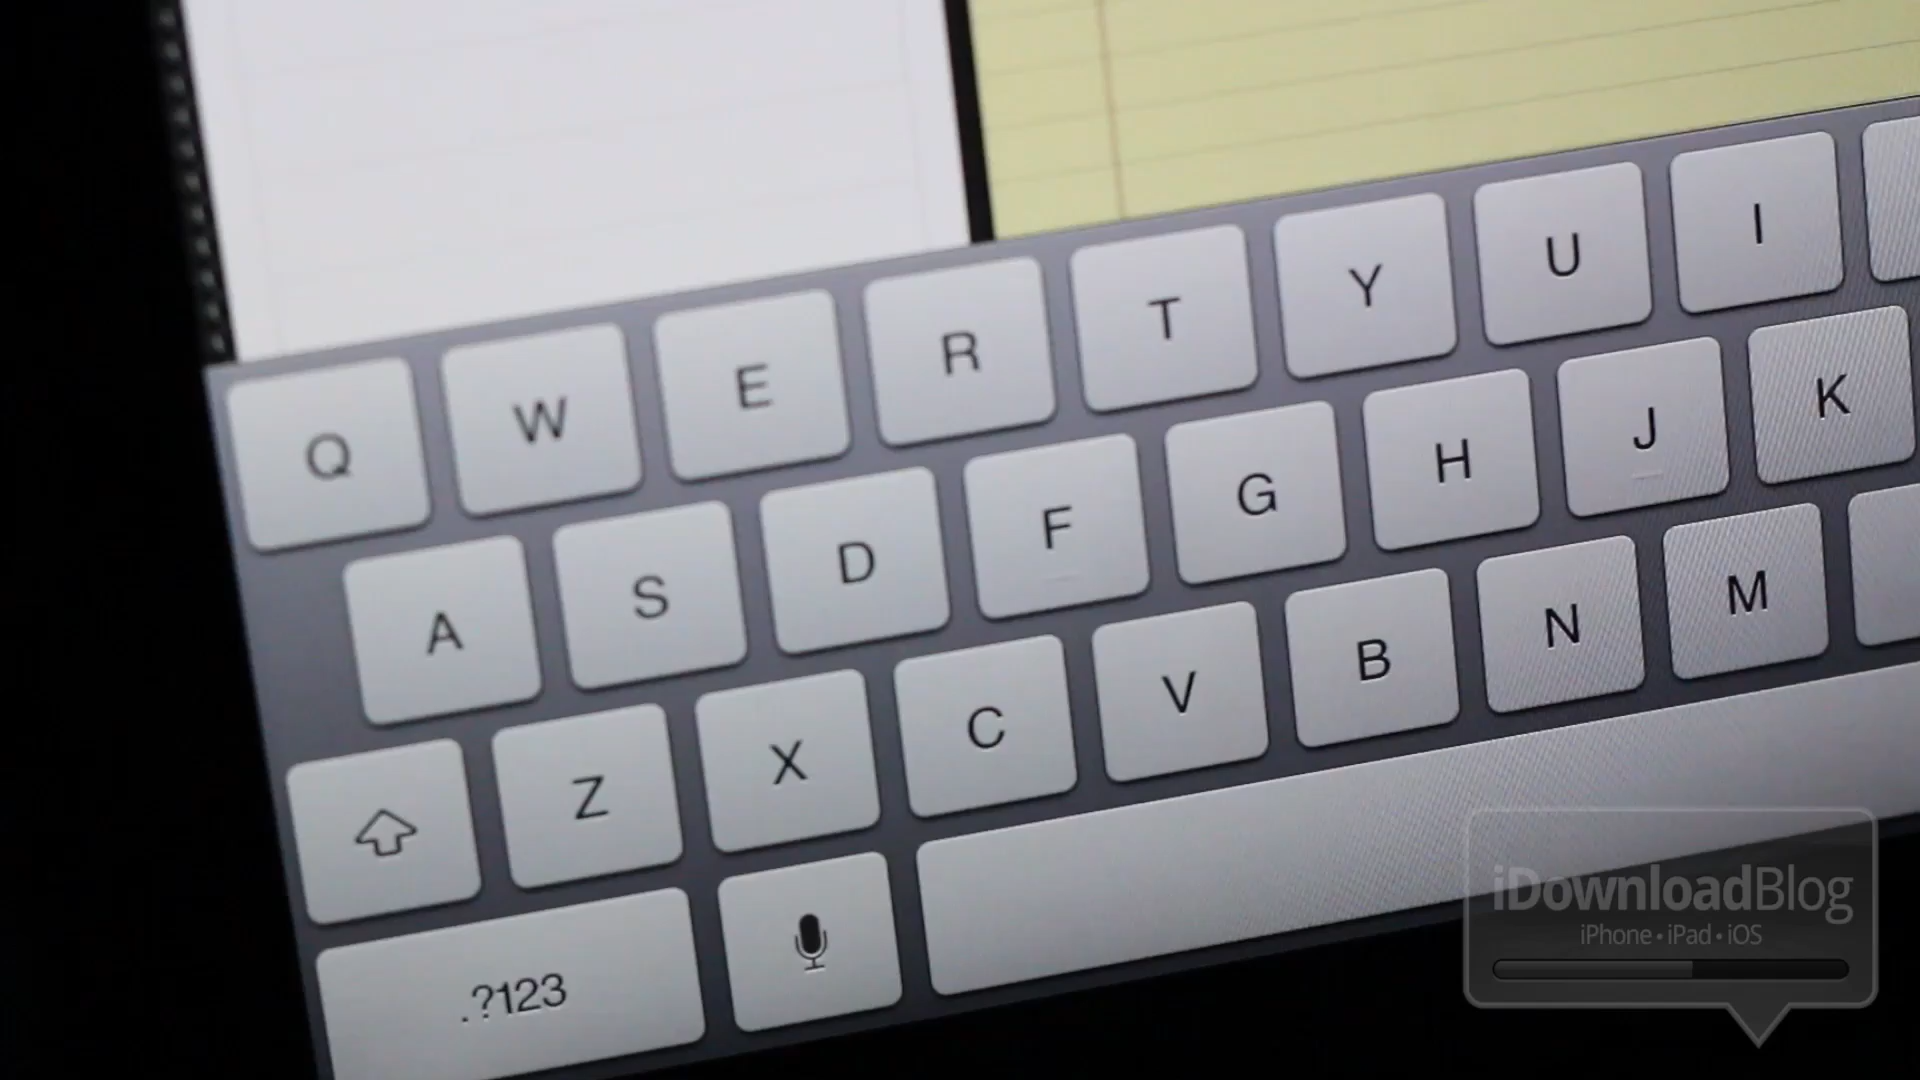 Q W E R T Y U I
A S D F G H J K
Z X C V B N M
.?123
iDownloadBlog
iPhone • iPad • iOS